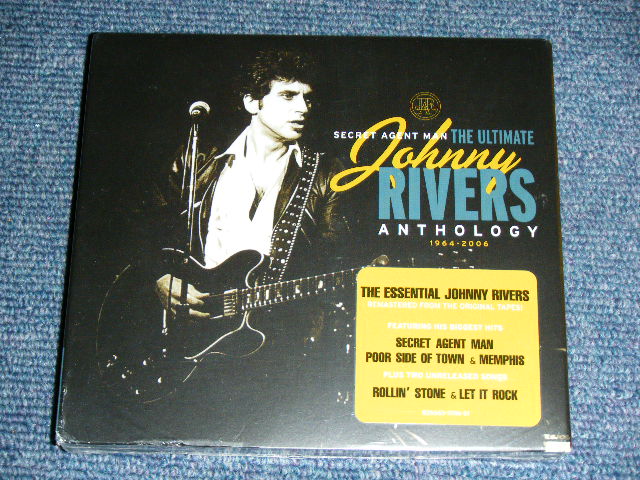 SECRET AGENT MAN THE ULTIMATE
Johnny
RIVERS
ANTHOLOGY
1964-2006
THE ESSENTIAL JOHNNY RIVERS
REMASTERED FROM THE ORIGINAL TAPES!
FEATURING HIS BIGGEST HITS
SECRET AGENT MAN
POOR SIDE OF TOWN & MEMPHIS
PLUS TWO UNRELEASED SONGS
ROLLIN' STONE & LET IT ROCK